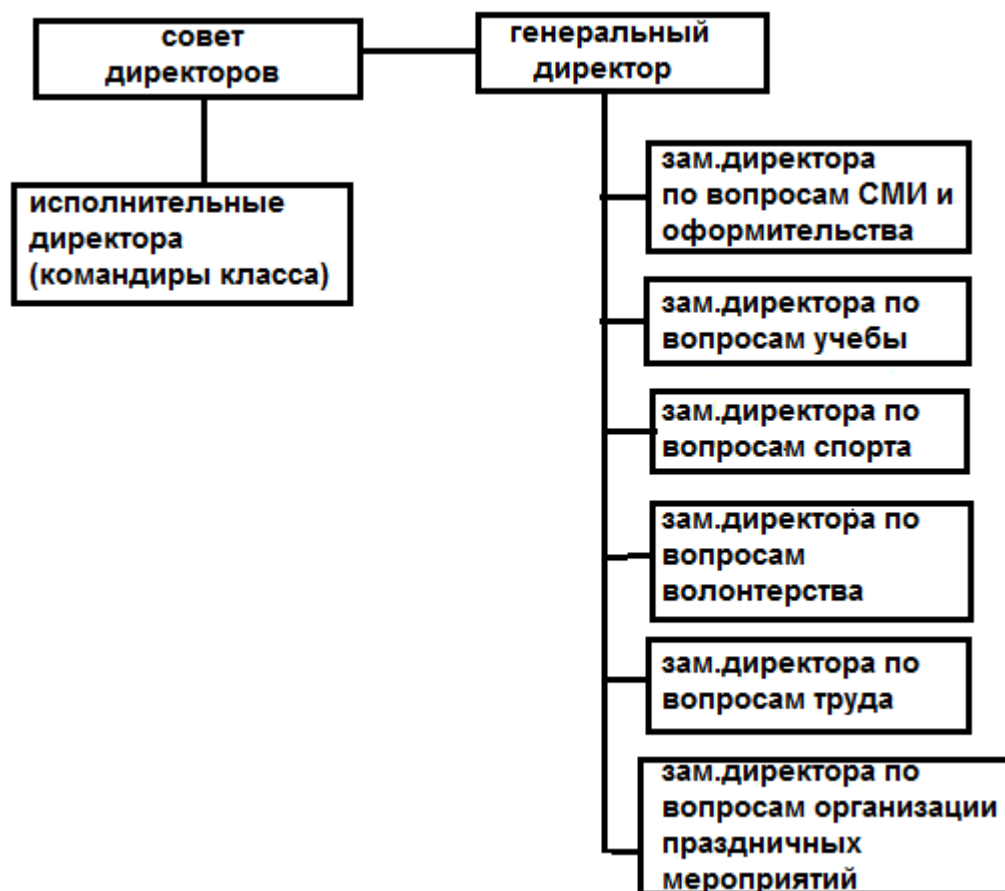 совет
директоров
генеральный
директор
исполнительные
директора
(командиры класса)
зам.директора
по вопросам СМИ и
оформительства
зам.директора по
вопросам учебы
зам.директора по
вопросам спорта
зам.директора по
вопросам
волонтерства
зам.директора по
вопросам труда
зам.директора по
вопросам организации
праздничных
мероприятий